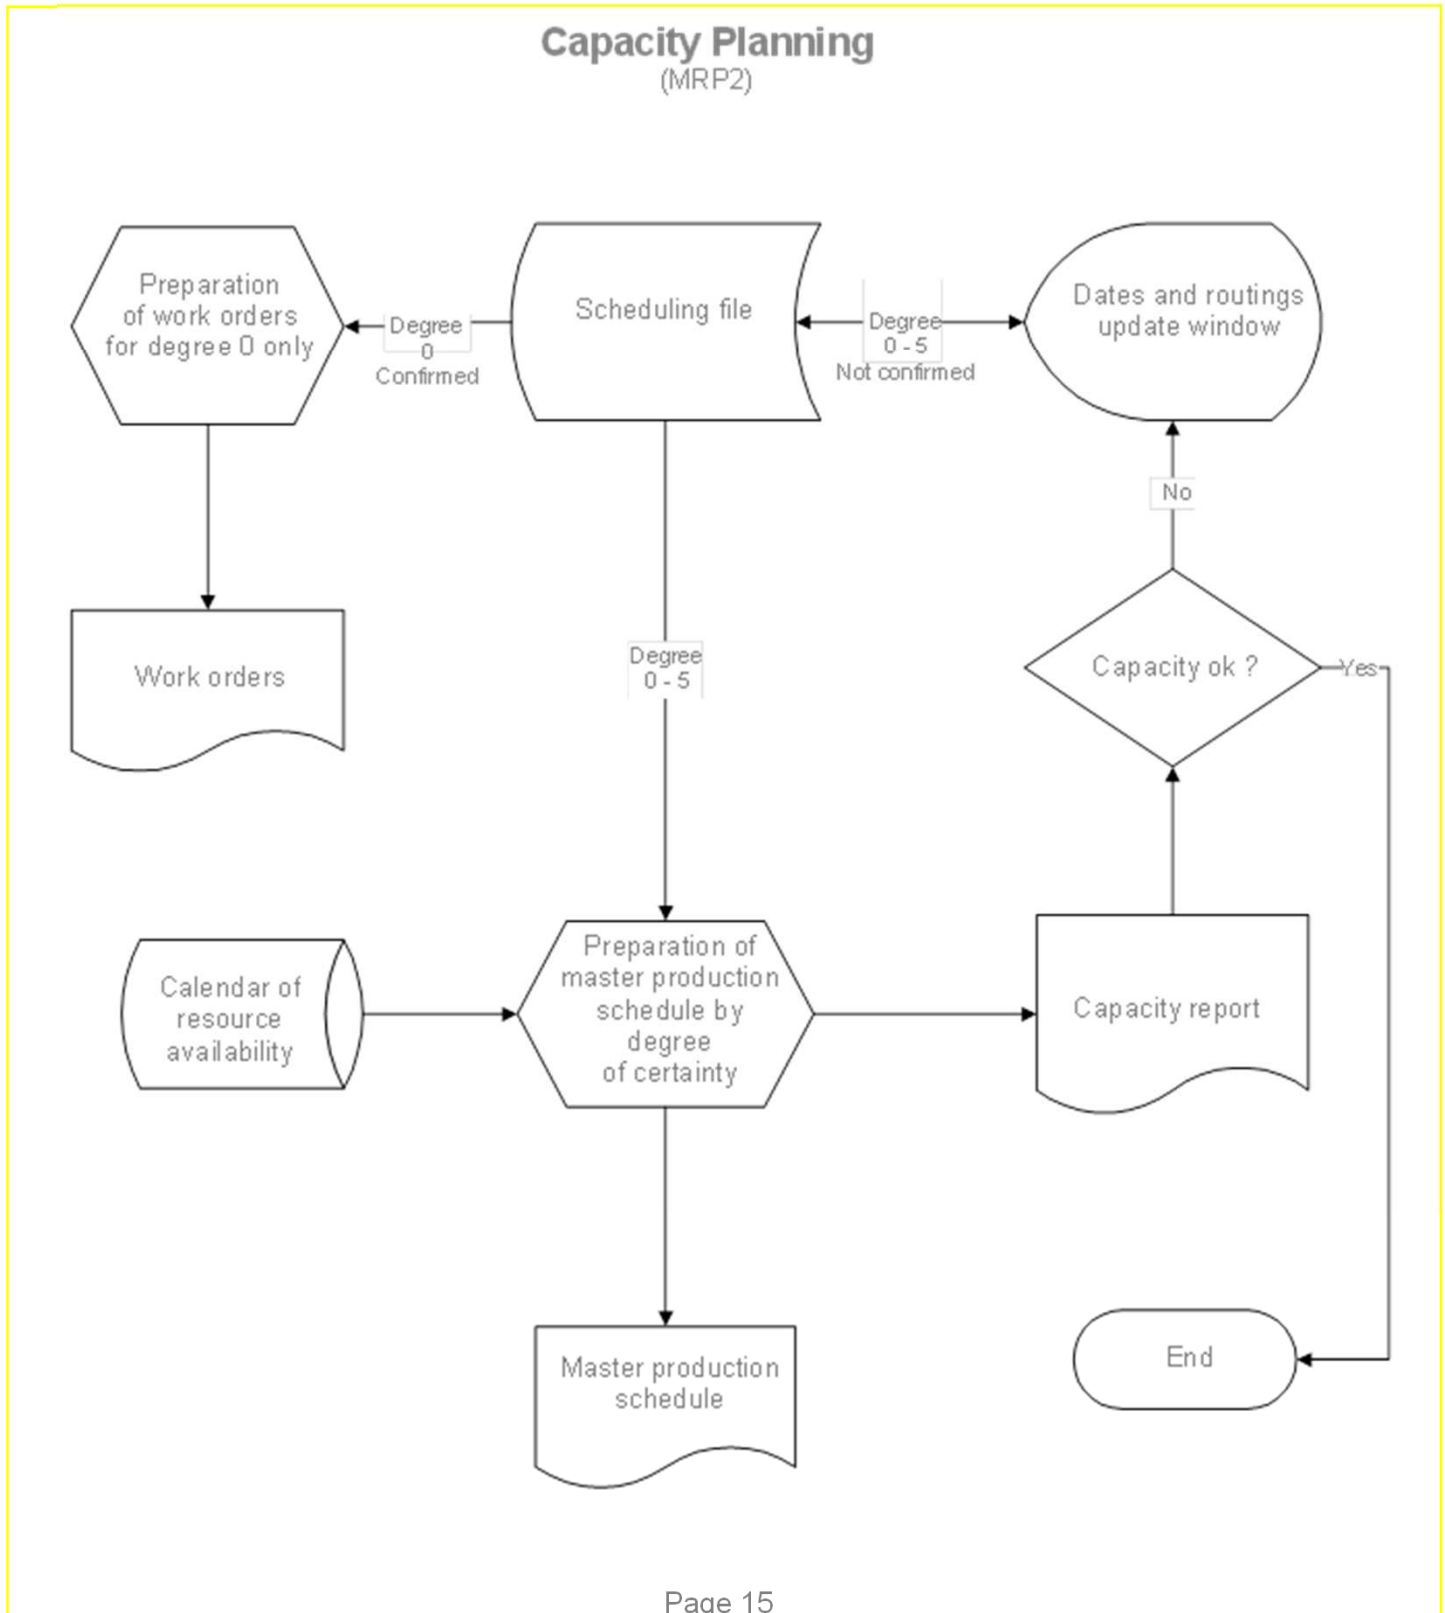 Capacity Planning
(MRP2)
Preparation
of work orders
for degree 0 only
Degree
0
Confirmed
Scheduling file
Degree
0 - 5
Not confirmed
Dates and routings
update window
No
Work orders
Degree
0 - 5
Capacity ok ?
Yes
Calendar of
resource
availability
Preparation of
master production
schedule by
degree
of certainty
Capacity report
Master production
schedule
End
Page 15